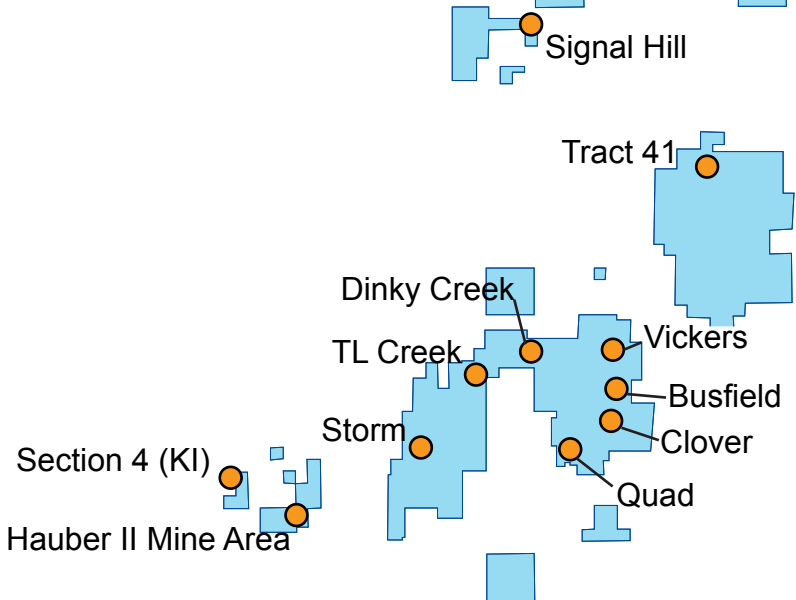 Signal Hill
Tract 41
Dinky Creek
Vickers
TL Creek
Busfield
Storm
Clover
Section 4 (KI)
Quad
Hauber II Mine Area